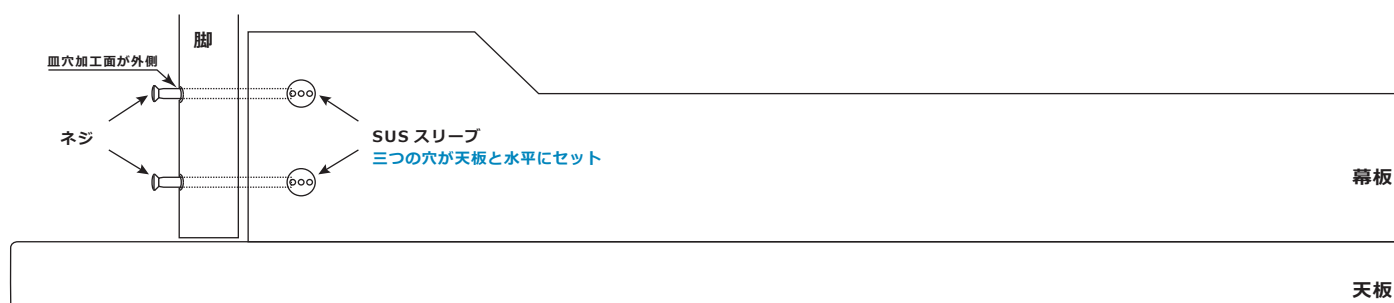 脚
皿穴加工面が外側
ネジ
SUS スリーブ
三つの穴が天板と水平にセット
幕板
天板